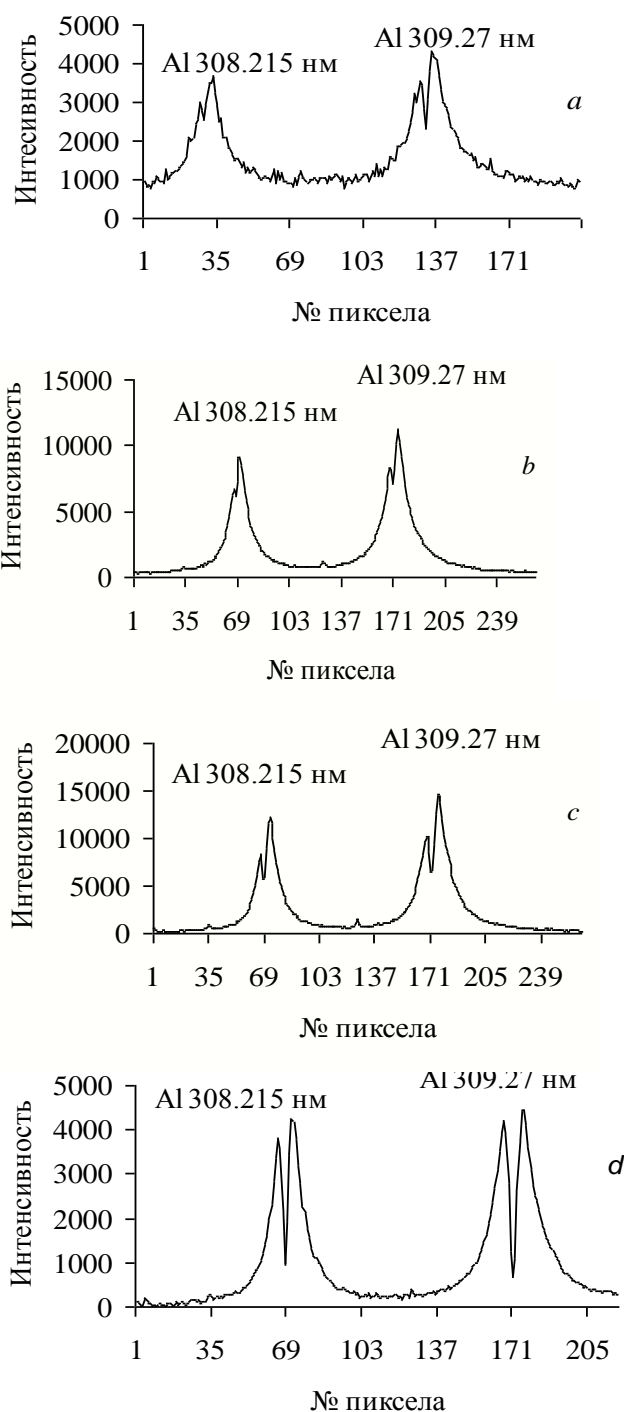 5000
Al 309.27 нм
4000
Al 308.215 нм
a
3000
2000
1000
0
Интесивность
1 35 69 103 137 171
№ пиксела
15000
Al 309.27 нм
Al 308.215 нм
10000
b
5000
0
Интенсивность
1 35 69 103 137 171 205 239
№ пиксела
20000
Al 309.27 нм
15000
Al 308.215 нм
c
10000
5000
0
Интенсивность
1 35 69 103 137 171 205 239
№ пиксела
5000
Al 309.27 нм
Al 308.215 нм
4000
d
3000
2000
1000
0
Интенсивность
1 35 69 103 137 171 205
№ пиксела